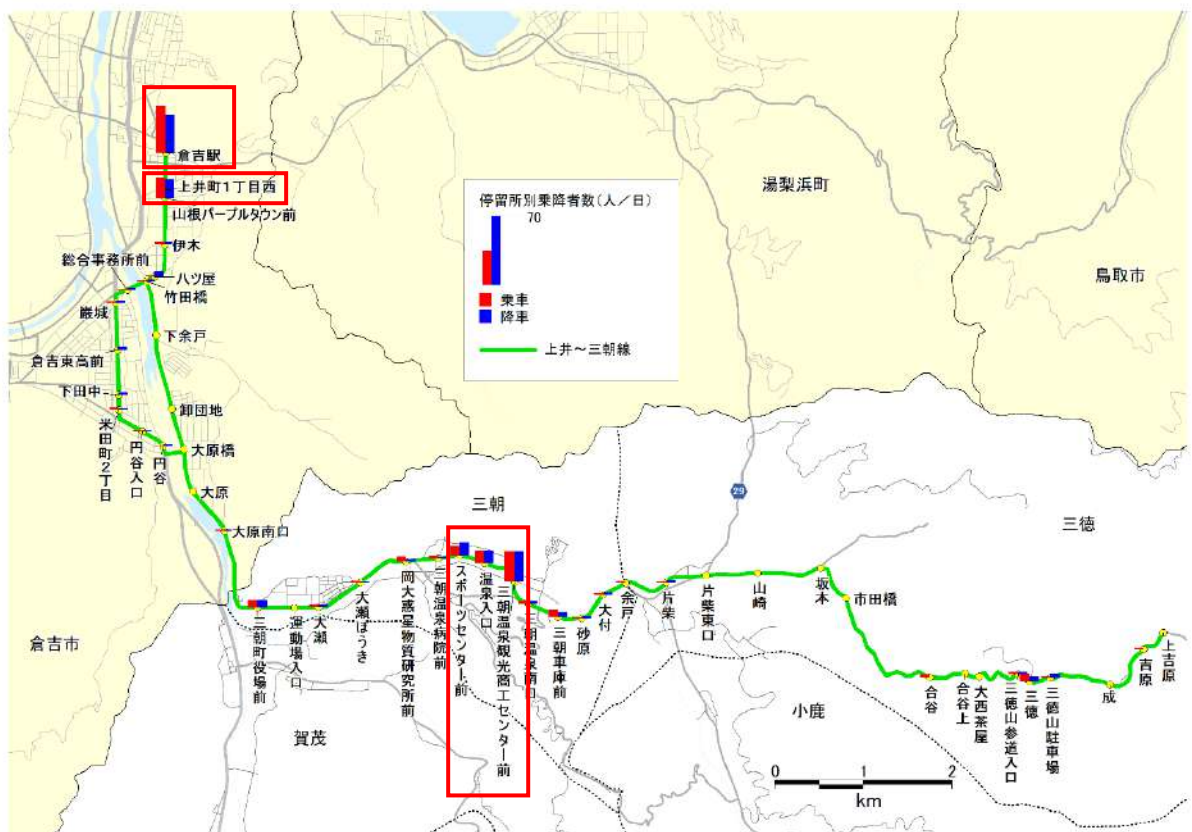 倉吉駅
上井町1丁目西
山根パープルタウン前
伊木
総合事務所前
八ツ屋
竹田橋
巌城
下余戸
倉吉東高前
下田中
卸団地
米田町2丁目
円谷入口
円谷
大原橋
大原
大原南口
停留所別乗降者数(人/日)
70
乗車
降車
上井~三朝線
湯梨浜町
鳥取市
倉吉市
三朝
29
三徳
三朝町役場前
運動場入口
大瀬
大瀬ぼうき
岡大惑星物質研究所前
三朝温泉病院前
スポーツセンター前
温泉入口
三朝温泉観光商工センター前
朝温泉南口
三朝車庫前
砂原
大付
余戸
片柴
片柴東口
山崎
坂本
市田橋
合谷
合谷上
大西茶屋
三徳山参道入口
三徳
三徳山駐車場
成
吉原
上吉原
賀茂
小鹿
0 1 2
km